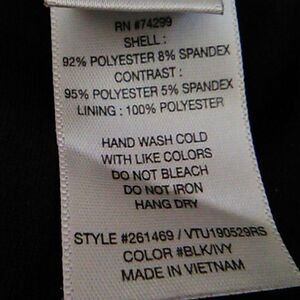 RN #74299
SHELL :
92% POLYESTER 8% SPANDEX
CONTRAST :
95% POLYESTER 5% SPANDEX
LINING : 100% POLYESTER
HAND WASH COLD
WITH LIKE COLORS
DO NOT BLEACH
DO NOT IRON
HANG DRY
STYLE #261469 / VTU190529RS
COLOR #BLK/IVY
MADE IN VIETNAM